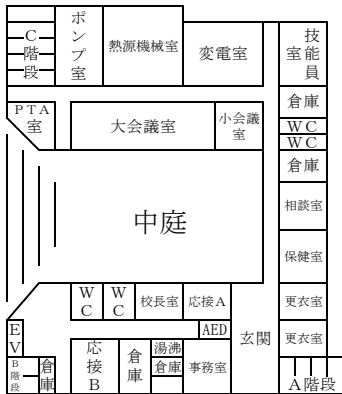 C階段
ポンプ室
熱源機械室
変電室
技能員室
倉庫
PTA室
大会議室
小会議室
WC
WC
倉庫
中庭
相談室
保健室
WC
WC
校長室
応接A
更衣室
EV
AED
玄関
更衣室
B階段
倉庫
応接B
倉庫
湯沸
倉庫
事務室
A階段